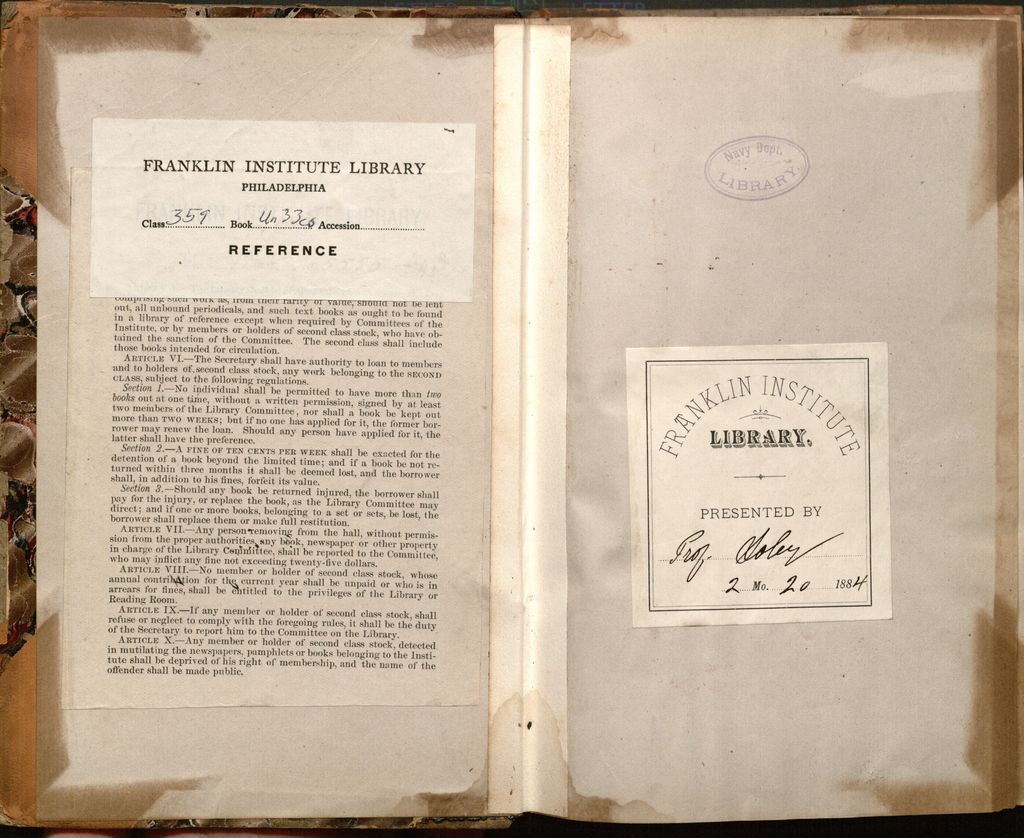 FRANKLIN INSTITUTE LIBRARY
PHILADELPHIA
Class 359 Book Un33co Accession
REFERENCE
comprising such work as, from their rarity or value, should not be lent
out, all unbound periodicals, and such text books as ought to be found
in a library of reference except when required by Committees of the
Institute, or by members or holders of second class stock, who have ob-
tained the sanction of the Committee. The second class shall include
those books intended for circulation.
ARTICLE VI.—The Secretary shall have authority to loan to members
and to holders of second class stock, any work belonging to the SECOND
CLASS, subject to the following regulations.
Section 1.—No individual shall be permitted to have more than two
books out at one time, without a written permission, signed by at least
two members of the Library Committee, nor shall a book be kept out
more than TWO WEEKS; but if no one has applied for it, the former bor-
rower may renew the loan. Should any person have applied for it, the
latter shall have the preference.
Section 2.—A FINE OF TEN CENTS PER WEEK shall be exacted for the
detention of a book beyond the limited time; and if a book be not re-
turned within three months it shall be deemed lost, and the borrower
shall, in addition to his fines, forfeit its value.
Section 3.—Should any book be returned injured, the borrower shall
pay for the injury, or replace the book, as the Library Committee may
direct; and if one or more books, belonging to a set or sets, be lost, the
borrower shall replace them or make full restitution.
ARTICLE VII.—Any person removing from the hall, without permis-
sion from the proper authorities, any book, newspaper or other property
in charge of the Library Committee, shall be reported to the Committee,
who may inflict any fine not exceeding twenty-five dollars.
ARTICLE VIII.—No member or holder of second class stock, whose
annual contribution for the current year shall be unpaid or who is in
arrears for fines, shall be entitled to the privileges of the Library or
Reading Room.
ARTICLE IX.—If any member or holder of second class stock, shall
refuse or neglect to comply with the foregoing rules, it shall be the duty
of the Secretary to report him to the Committee on the Library.
ARTICLE X.—Any member or holder of second class stock, detected
in mutilating the newspapers, pamphlets or books belonging to the Insti-
tute shall be deprived of his right of membership, and the name of the
offender shall be made public.
Navy Dept.
LIBRARY.
FRANKLIN INSTITUTE
LIBRARY.
PRESENTED BY
Prof. Soley
2 Mo. 20 1884